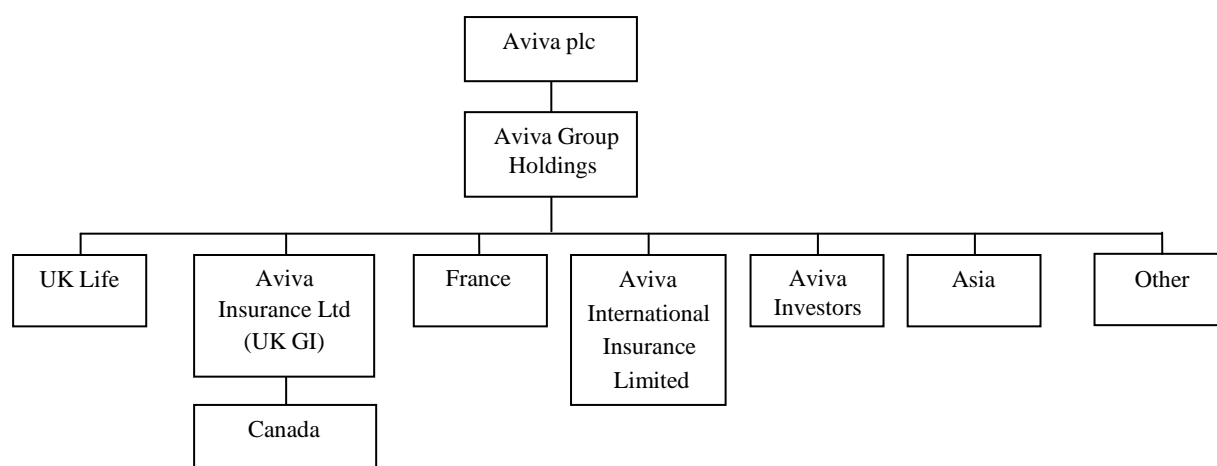 Aviva plc
Aviva Group
Holdings
UK Life
Aviva
Insurance Ltd
(UK GI)
France
Aviva
International
Insurance
Limited
Aviva
Investors
Asia
Other
Canada